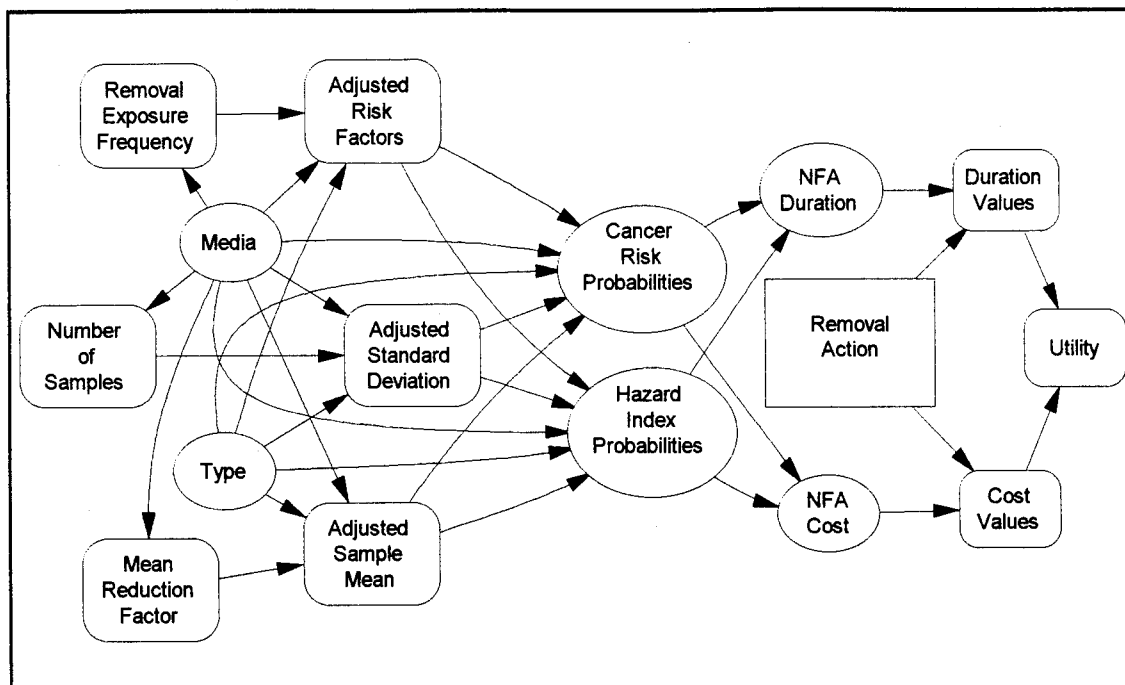 Removal
Exposure
Frequency
Adjusted
Risk
Factors
Media
Number
of
Samples
Adjusted
Standard
Deviation
Type
Mean
Reduction
Factor
Adjusted
Sample
Mean
Cancer
Risk
Probabilities
Hazard
Index
Probabilities
NFA
Duration
Duration
Values
Removal
Action
Utility
NFA
Cost
Cost
Values